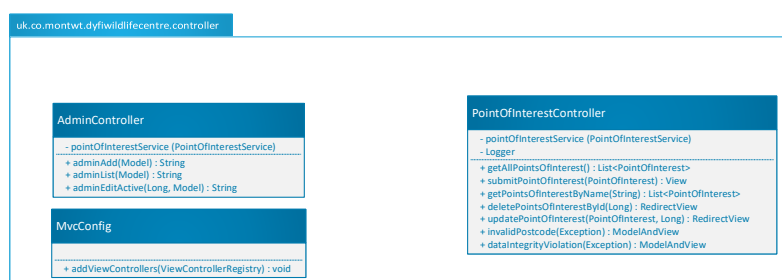 uk.co.montwt.dyfiwildlifecentre.controller
AdminController
- pointOfInterestService (PointOfInterestService)
+ adminAdd(Model) : String
+ adminList(Model) : String
+ adminEditActive(Long, Model) : String
MvcConfig
+ addViewControllers(ViewControllerRegistry) : void
PointOfInterestController
- pointOfInterestService (PointOfInterestService)
- Logger
+ getAllPointsOfInterest() : List<PointOfInterest>
+ submitPointOfInterest(PointOfInterest) : View
+ getPointsOfInterestByName(String) : List<PointOfInterest>
+ deletePointsOfInterestById(Long) : RedirectView
+ updatePointOfInterest(PointOfInterest, Long) : RedirectView
+ invalidPostcode(Exception) : ModelAndView
+ dataIntegrityViolation(Exception) : ModelAndView